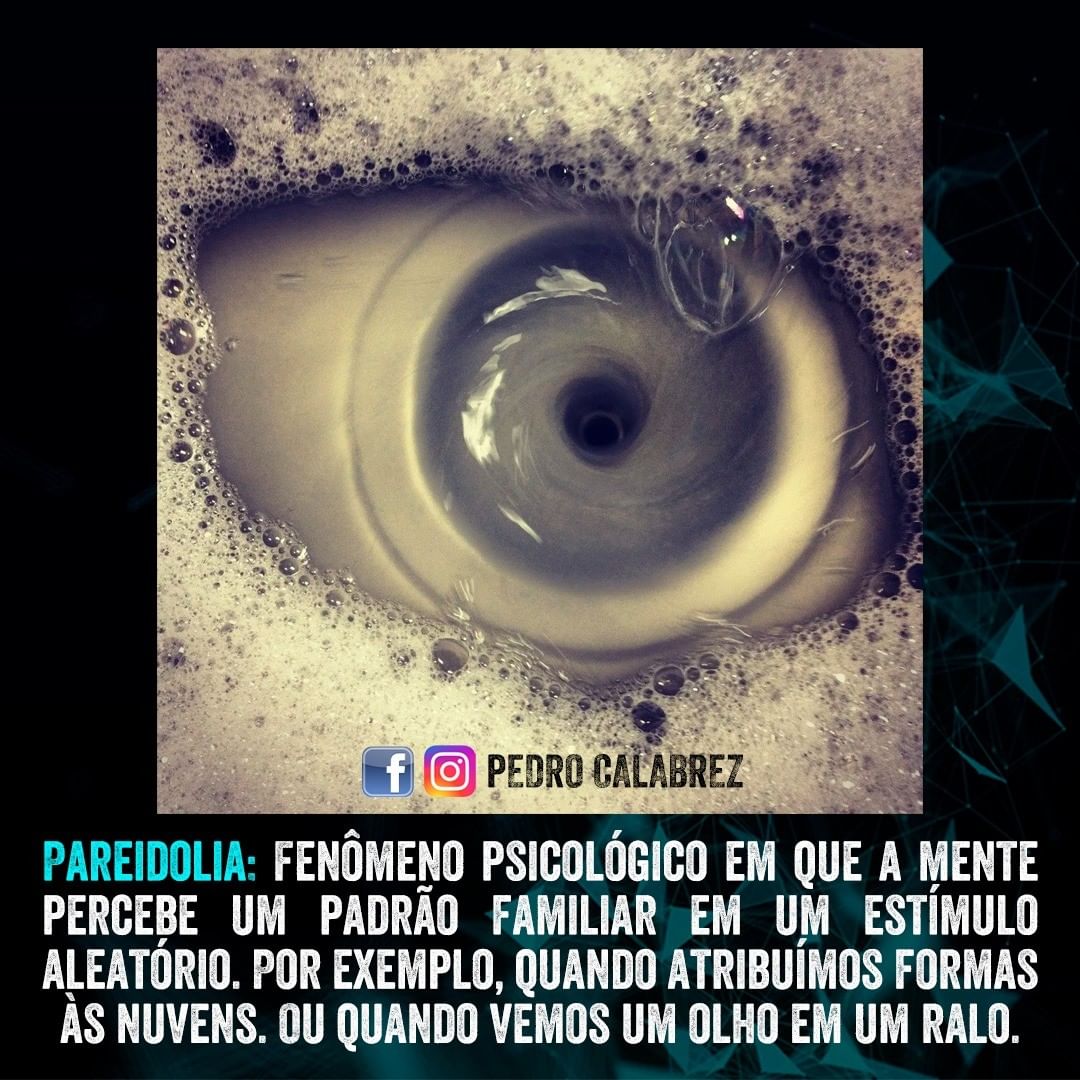 PEDRO CALABREZ
PAREIDOLIA: FENÔMENO PSICOLÓGICO EM QUE A MENTE
PERCEBE UM PADRÃO FAMILIAR EM UM ESTÍMULO
ALEATÓRIO. POR EXEMPLO, QUANDO ATRIBUÍMOS FORMAS
ÀS NUVENS. OU QUANDO VEMOS UM OLHO EM UM RALO.